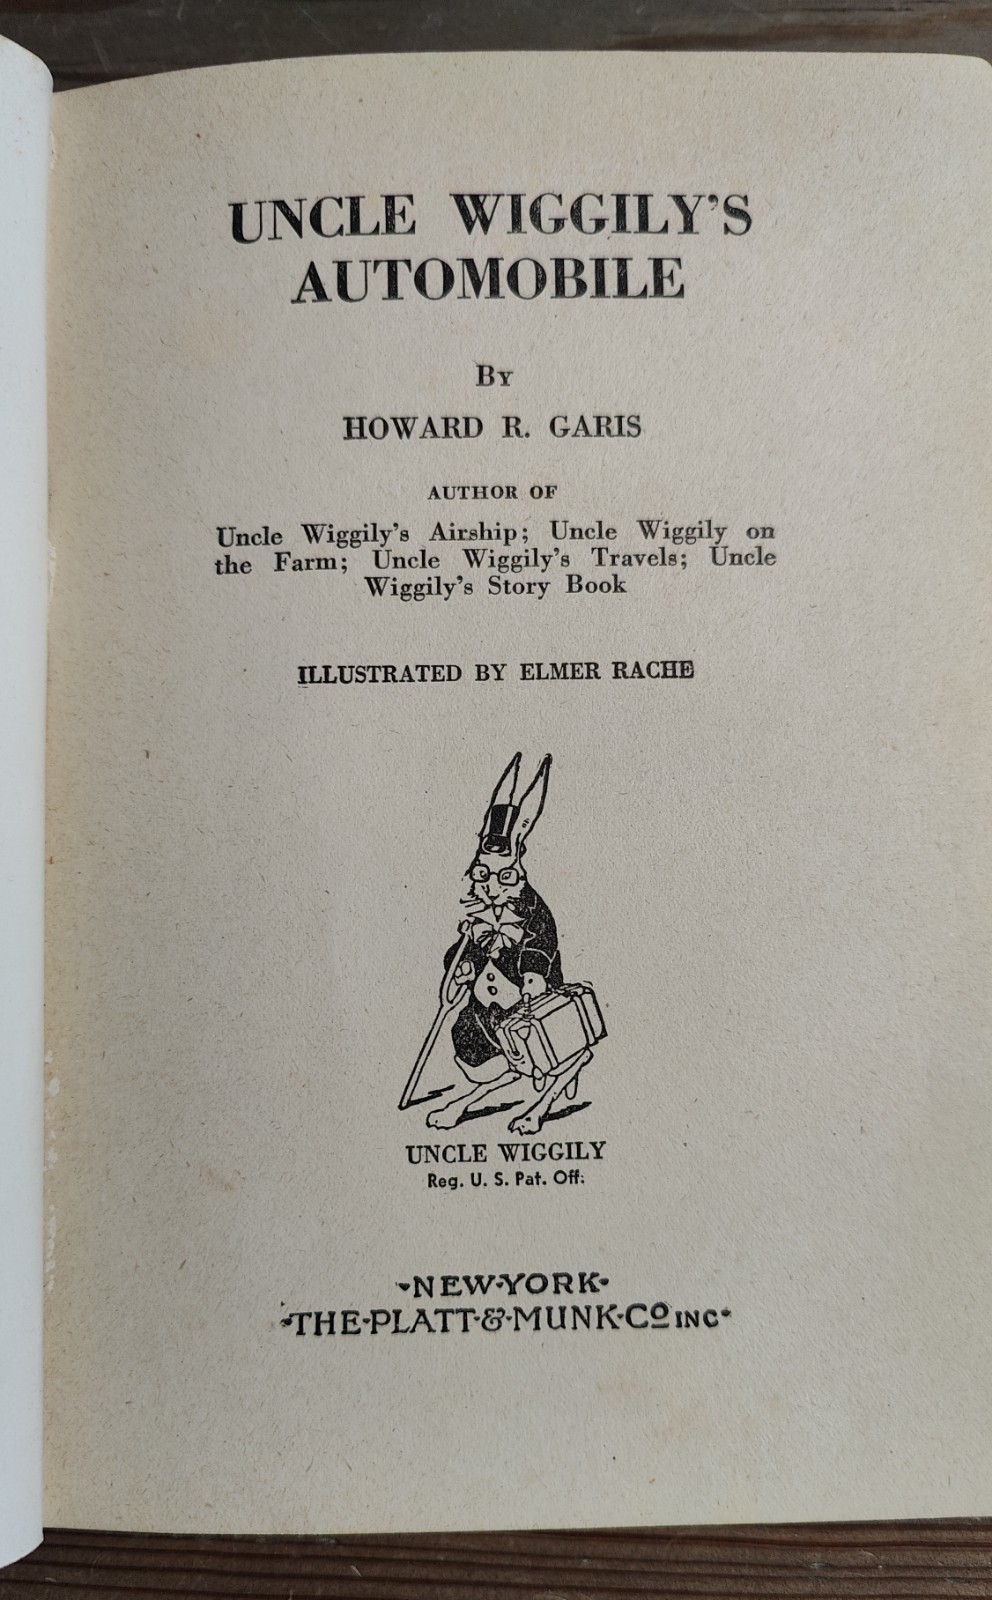 UNCLE WIGGILY'S
AUTOMOBILE
BY
HOWARD R. GARIS
AUTHOR OF
Uncle Wiggily's Airship; Uncle Wiggily on
the Farm; Uncle Wiggily's Travels; Uncle
Wiggily's Story Book
ILLUSTRATED BY ELMER RACHE
UNCLE WIGGILY
Reg. U. S. Pat. Off.
·NEW·YORK·
·THE·PLATT·&·MUNK·Cº INC·